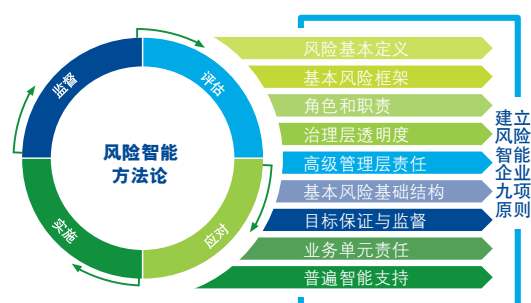 监督
评估
实施
应对
风险智能
方法论
风险基本定义
基本风险框架
角色和职责
治理层透明度
高级管理层责任
基本风险基础结构
目标保证与监督
业务单元责任
普遍智能支持
建立
风险
智能
企业
九项
原则